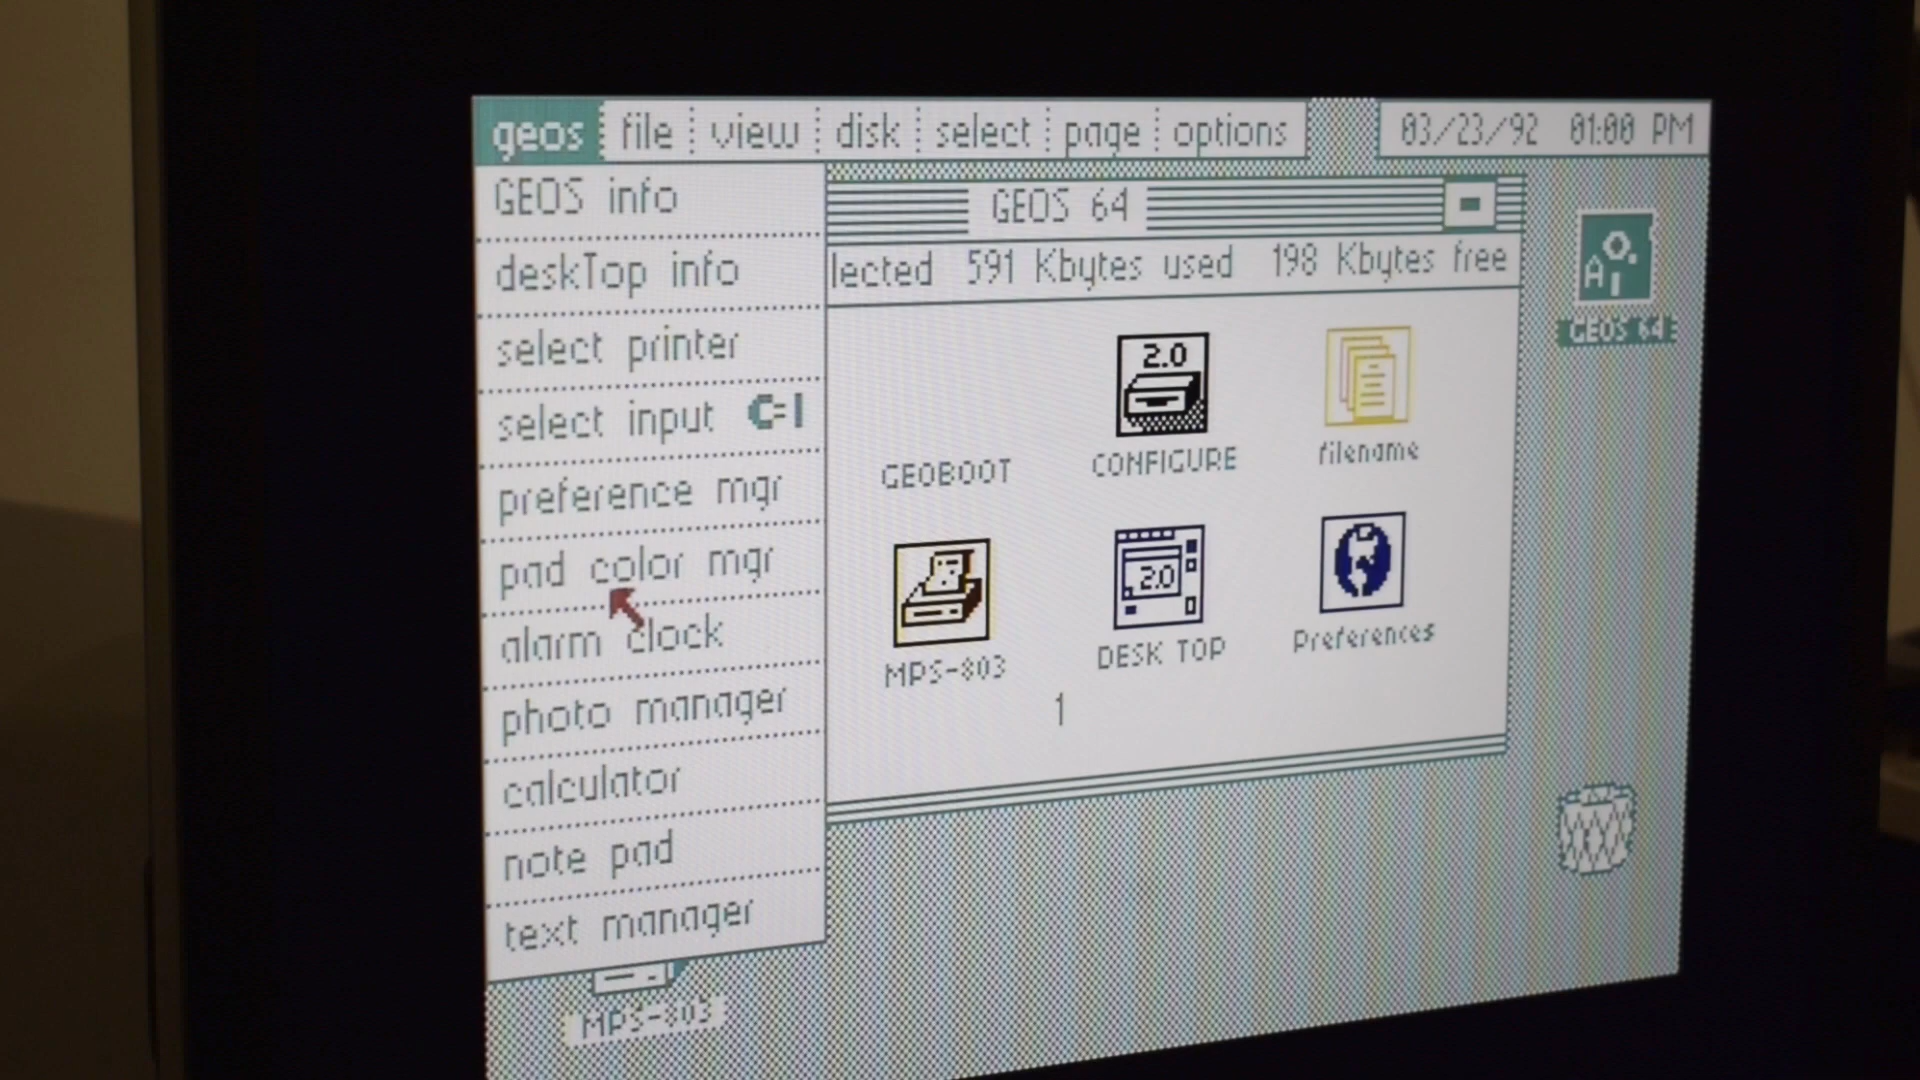 geos file view disk select page options 03/23/92 01:00 PM
GEOS info
deskTop info
select printer
select input C=I
preference mgr
pad color mgr
alarm clock
photo manager
calculator
note pad
text manager
GEOS 64
lected 591 Kbytes used 198 Kbytes free
2.0
GEOBOOT CONFIGURE filename
2.0
MPS-803 DESK TOP Preferences
1
A
GEOS 64
MPS-803